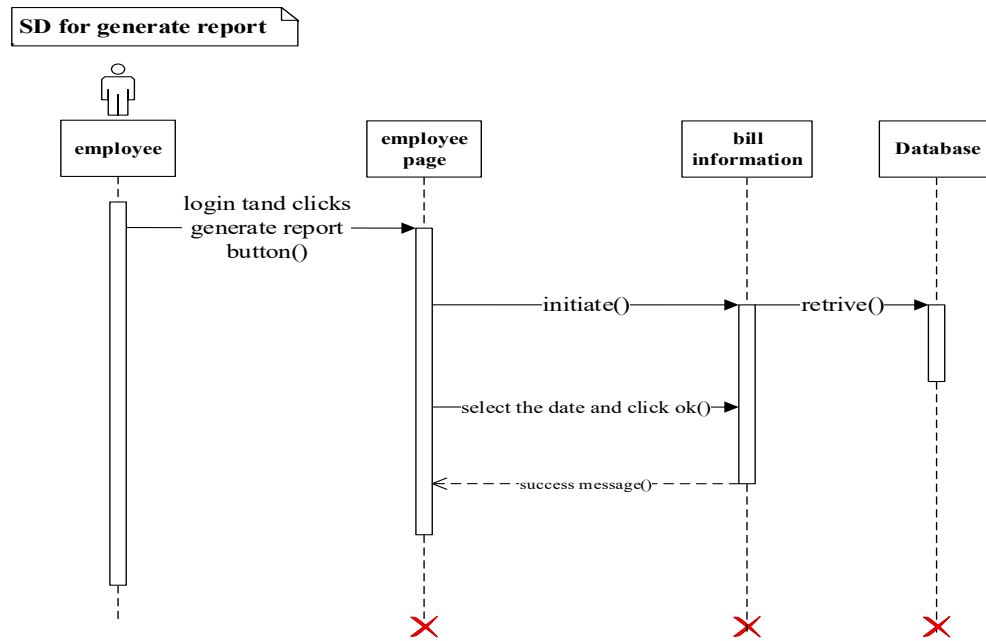 SD for generate report
employee
employee
page
bill
information
Database
login tand clicks
generate report
button()
initiate()
retrive()
select the date and click ok()
success message()